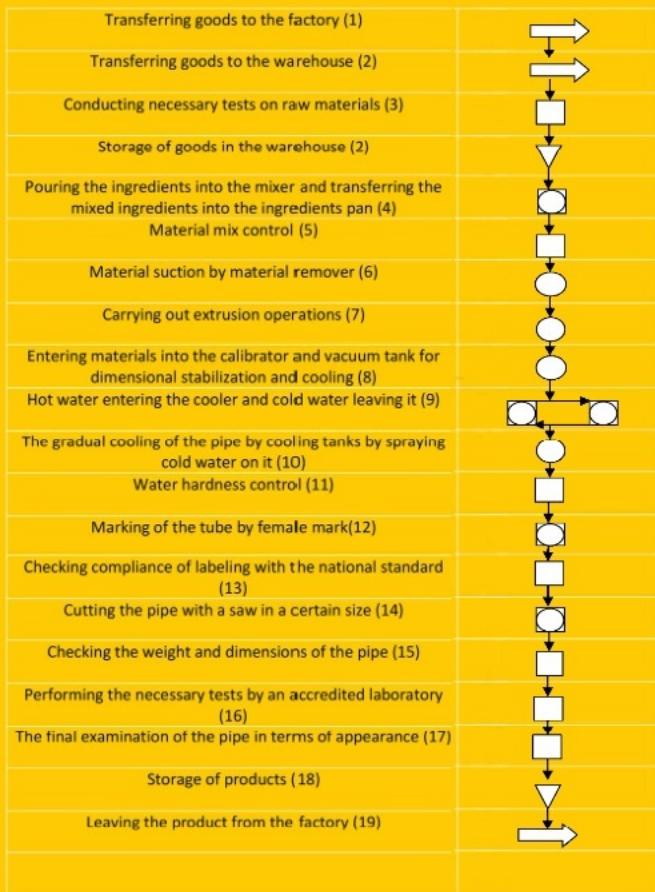 Transferring goods to the factory (1)
Transferring goods to the warehouse (2)
Conducting necessary tests on raw materials (3)
Storage of goods in the warehouse (2)
Pouring the ingredients into the mixer and transferring the
mixed ingredients into the ingredients pan (4)
Material mix control (5)
Material suction by material remover (6)
Carrying out extrusion operations (7)
Entering materials into the calibrator and vacuum tank for
dimensional stabilization and cooling (8)
Hot water entering the cooler and cold water leaving it (9)
The gradual cooling of the pipe by cooling tanks by spraying
cold water on it (10)
Water hardness control (11)
Marking of the tube by female mark(12)
Checking compliance of labeling with the national standard
(13)
Cutting the pipe with a saw in a certain size (14)
Checking the weight and dimensions of the pipe (15)
Performing the necessary tests by an accredited laboratory
(16)
The final examination of the pipe in terms of appearance (17)
Storage of products (18)
Leaving the product from the factory (19)